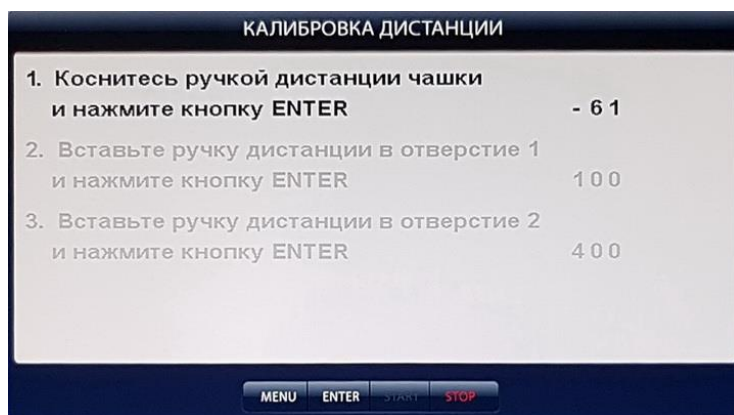 КАЛИБРОВКА ДИСТАНЦИИ
1. Коснитесь ручкой дистанции чашки
и нажмите кнопку ENTER - 61
2. Вставьте ручку дистанции в отверстие 1
и нажмите кнопку ENTER 100
3. Вставьте ручку дистанции в отверстие 2
и нажмите кнопку ENTER 400
MENU ENTER START STOP